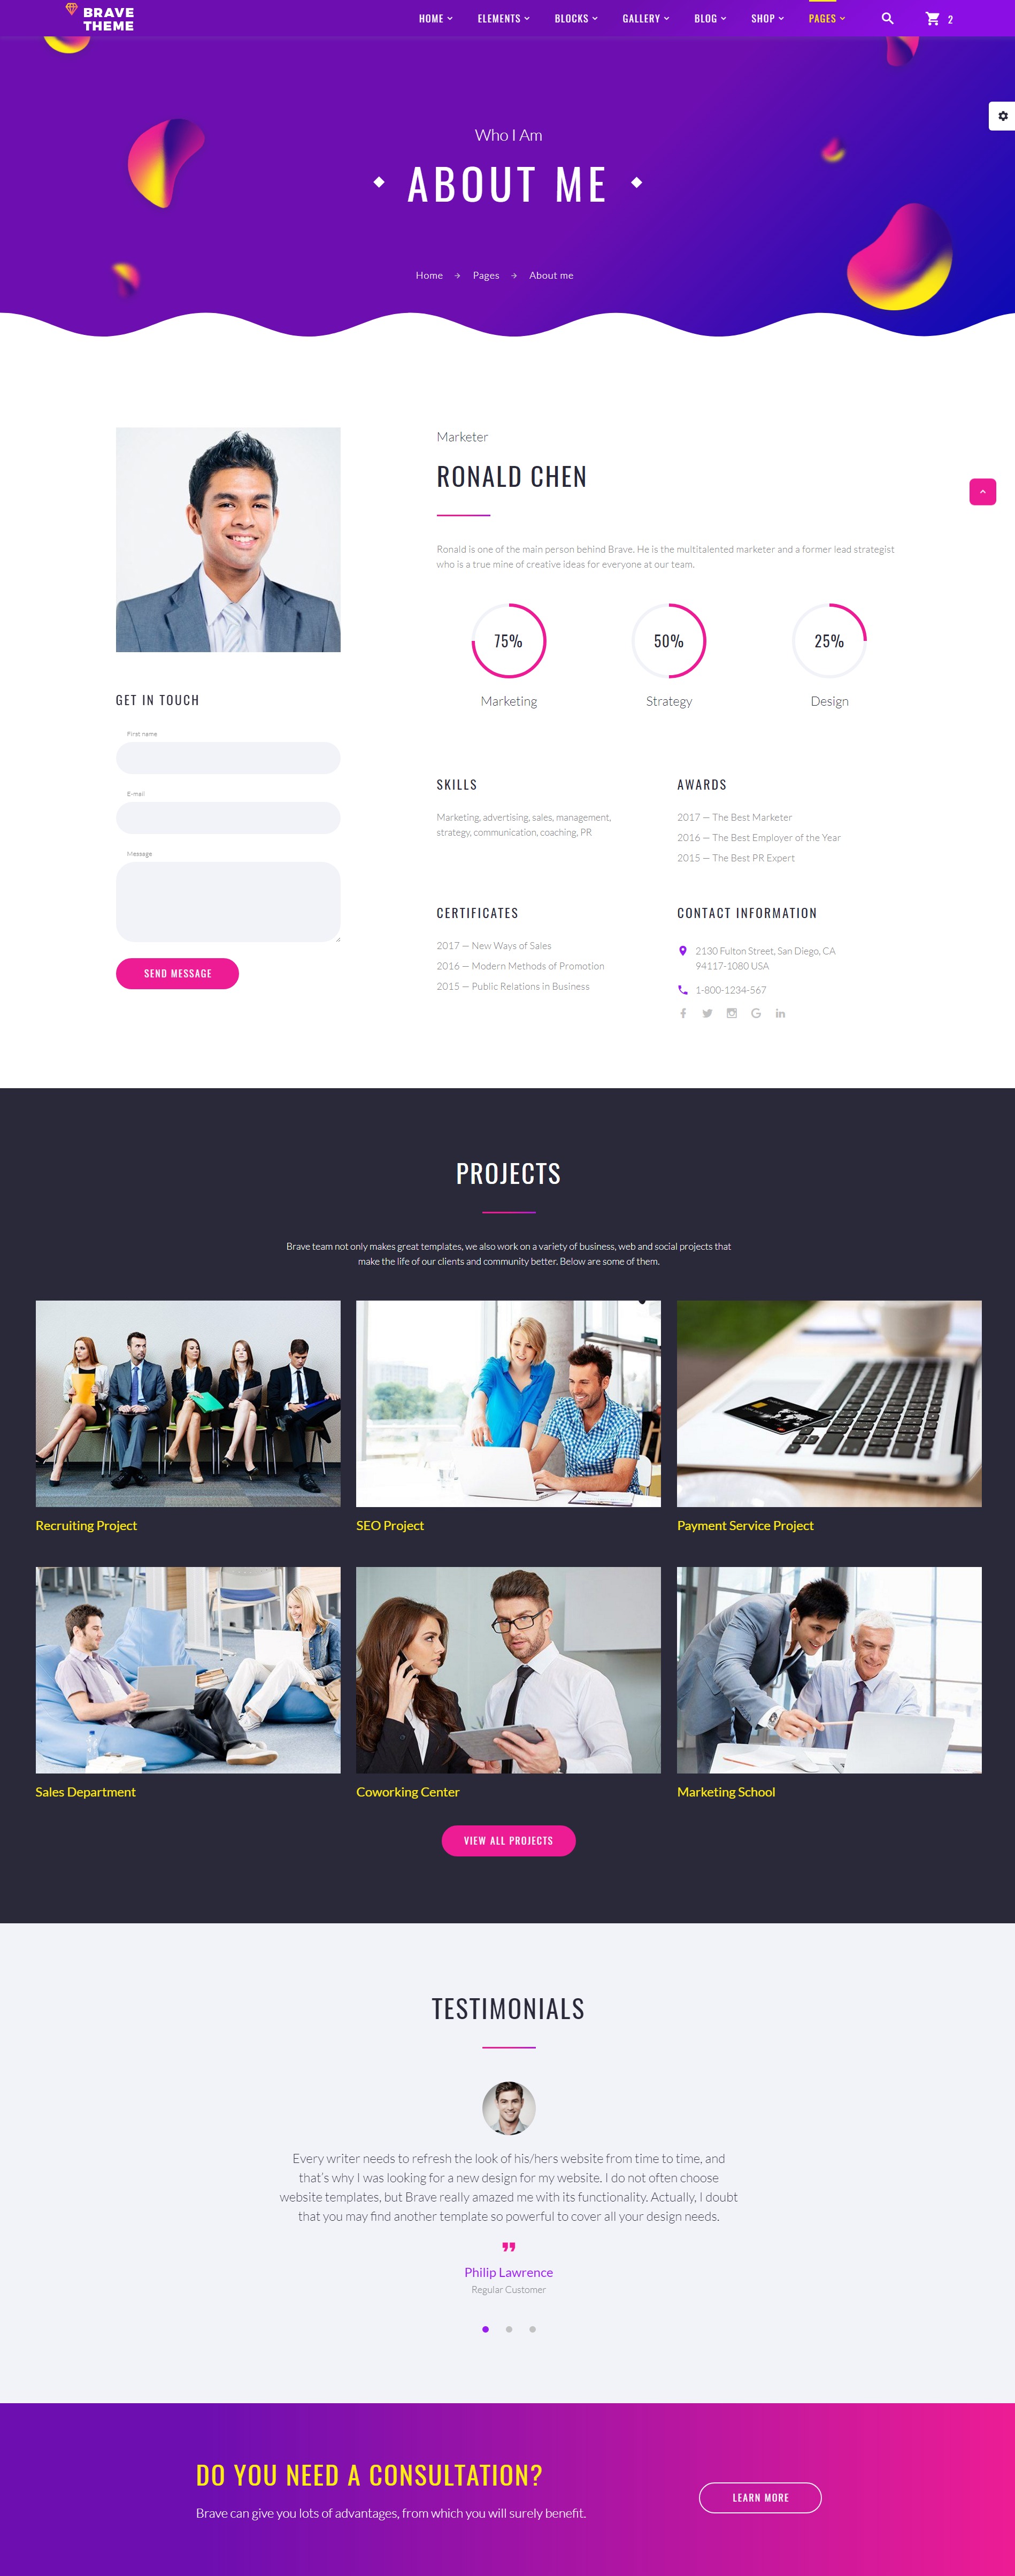 BRAVE
THEME
HOME ELEMENTS BLOCKS GALLERY BLOG SHOP PAGES 2
Who I Am
ABOUT ME
Home Pages About me
Marketer
RONALD CHEN
Ronald is one of the main person behind Brave. He is the multitalented marketer and a former lead strategist
who is a true mine of creative ideas for everyone at our team.
75% 50% 25%
Marketing Strategy Design
GET IN TOUCH
First name
E-mail
Message
SEND MESSAGE
SKILLS
Marketing, advertising, sales, management,
strategy, communication, coaching, PR
AWARDS
2017 — The Best Marketer
2016 — The Best Employer of the Year
2015 — The Best PR Expert
CERTIFICATES
2017 — New Ways of Sales
2016 — Modern Methods of Promotion
2015 — Public Relations in Business
CONTACT INFORMATION
2130 Fulton Street, San Diego, CA
94117-1080 USA
1-800-1234-567
PROJECTS
Brave team not only makes great templates, we also work on a variety of business, web and social projects that
make the life of our clients and community better. Below are some of them.
Recruiting Project
SEO Project
Payment Service Project
Sales Department
Coworking Center
Marketing School
VIEW ALL PROJECTS
TESTIMONIALS
Every writer needs to refresh the look of his/hers website from time to time, and
that's why I was looking for a new design for my website. I do not often choose
website templates, but Brave really amazed me with its functionality. Actually, I doubt
that you may find another template so powerful to cover all your design needs.
Philip Lawrence
Regular Customer
DO YOU NEED A CONSULTATION?
Brave can give you lots of advantages, from which you will surely benefit.
LEARN MORE